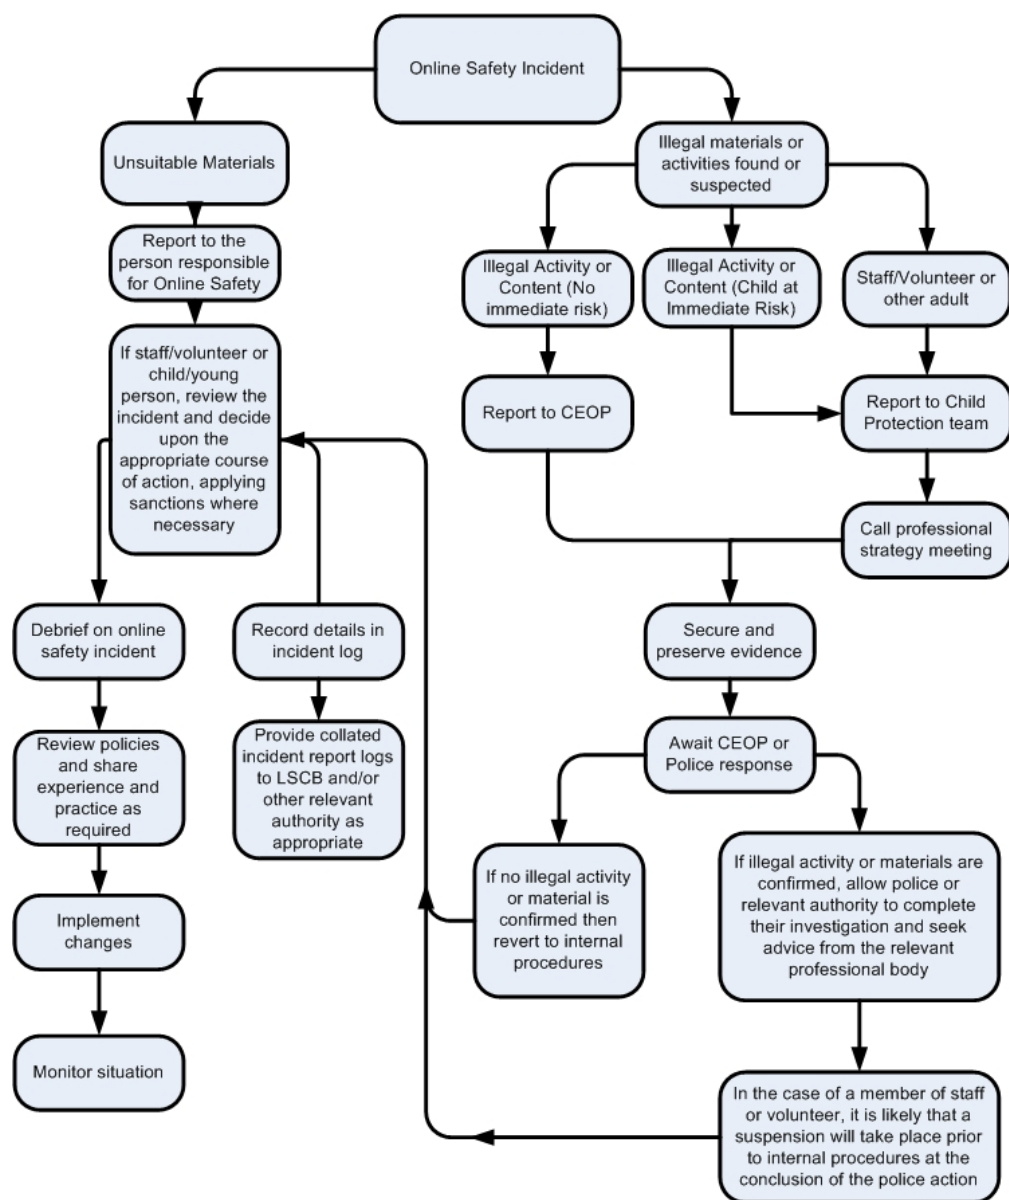 Online Safety Incident
Unsuitable Materials
Illegal materials or
activities found or
suspected
Report to the
person responsible
for Online Safety
Illegal Activity or
Content (No
immediate risk)
Illegal Activity or
Content (Child at
Immediate Risk)
Staff/Volunteer or
other adult
If staff/volunteer or
child/young
person, review the
incident and decide
upon the
appropriate course
of action, applying
sanctions where
necessary
Report to CEOP
Report to Child
Protection team
Call professional
strategy meeting
Debrief on online
safety incident
Record details in
incident log
Secure and
preserve evidence
Review policies
and share
experience and
practice as
required
Provide collated
incident report logs
to LSCB and/or
other relevant
authority as
appropriate
Await CEOP or
Police response
If no illegal activity
or material is
confirmed then
revert to internal
procedures
If illegal activity or materials are
confirmed, allow police or
relevant authority to complete
their investigation and seek
advice from the relevant
professional body
Implement
changes
Monitor situation
In the case of a member of staff
or volunteer, it is likely that a
suspension will take place prior
to internal procedures at the
conclusion of the police action